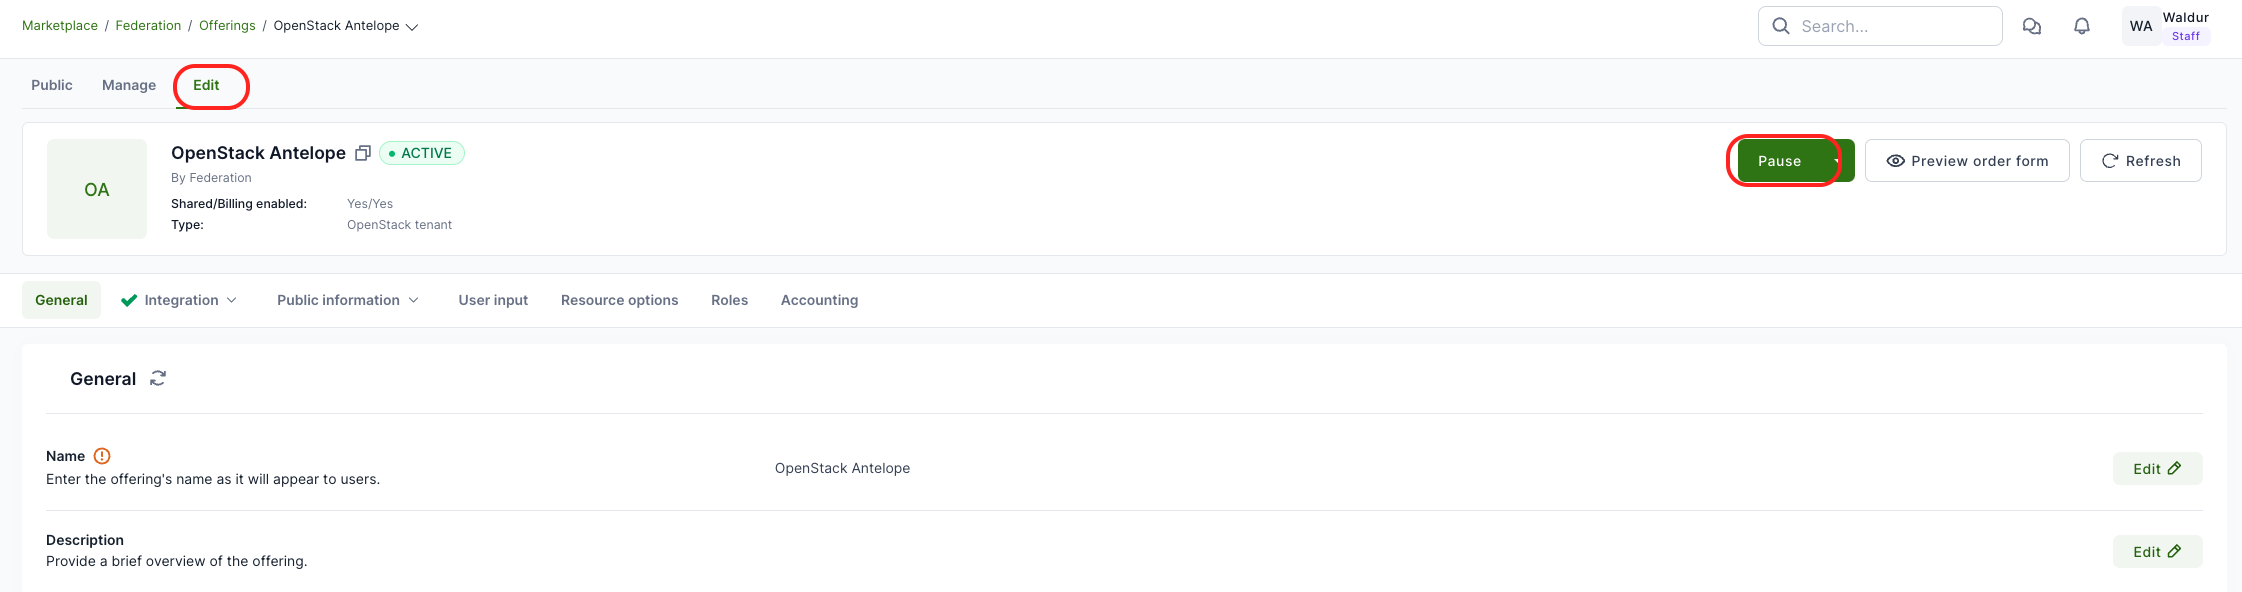 Marketplace / Federation / Offerings / OpenStack Antelope
Search...
WA
Waldur
Staff
Public
Manage
Edit
OA
OpenStack Antelope
ACTIVE
By Federation
Shared/Billing enabled: Yes/Yes
Type: OpenStack tenant
Pause
Preview order form
Refresh
General
Integration
Public information
User input
Resource options
Roles
Accounting
General
Name
Enter the offering's name as it will appear to users.
OpenStack Antelope
Edit
Description
Provide a brief overview of the offering.
Edit